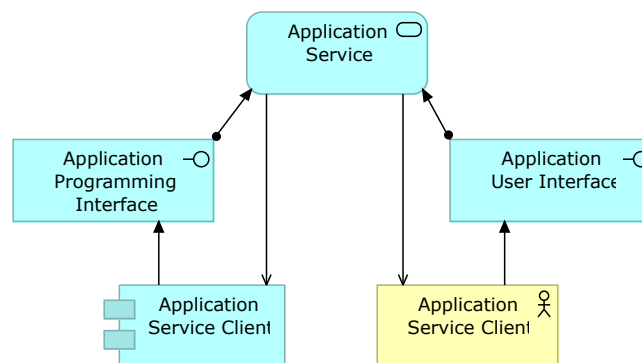 Application
Service
Application
Programming
Interface
Application
User Interface
Application
Service Client
Application
Service Client